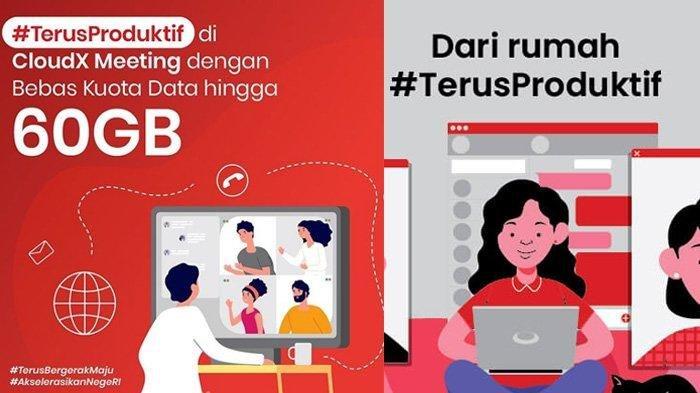 #TerusProduktif di
CloudX Meeting dengan
Bebas Kuota Data hingga
60GB
#TerusBergerakMaju
#AkselerasikanNegeRI
Dari rumah
#TerusProduktif